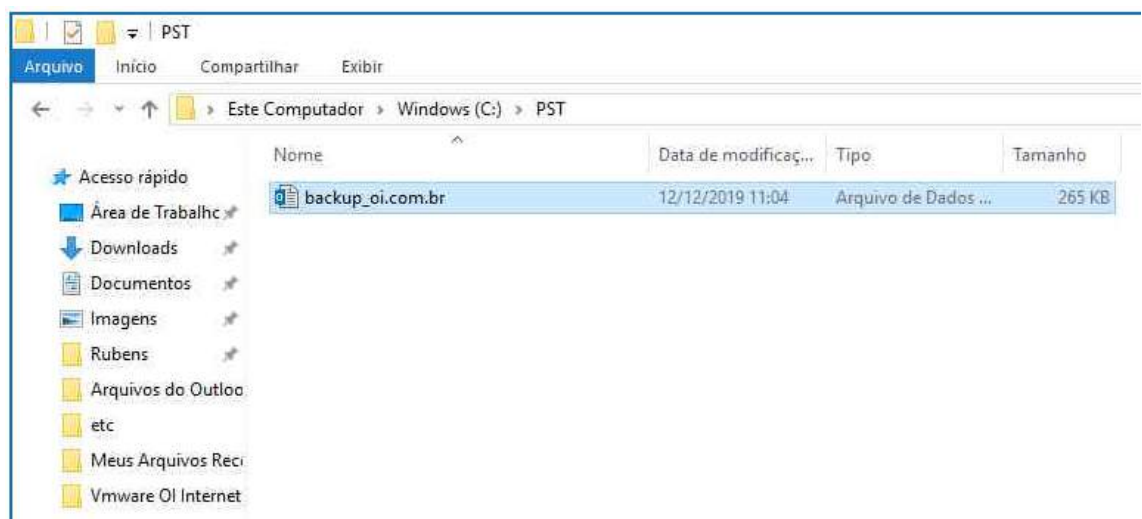 PST
Arquivo Início Compartilhar Exibir
Este Computador > Windows (C:) > PST
Nome Data de modificaç... Tipo Tamanho
Acesso rápido
backup_oi.com.br 12/12/2019 11:04 Arquivo de Dados ... 265 KB
Área de Trabalhc
Downloads
Documentos
Imagens
Rubens
Arquivos do Outloc
etc
Meus Arquivos Rec
Vmware OI Internet